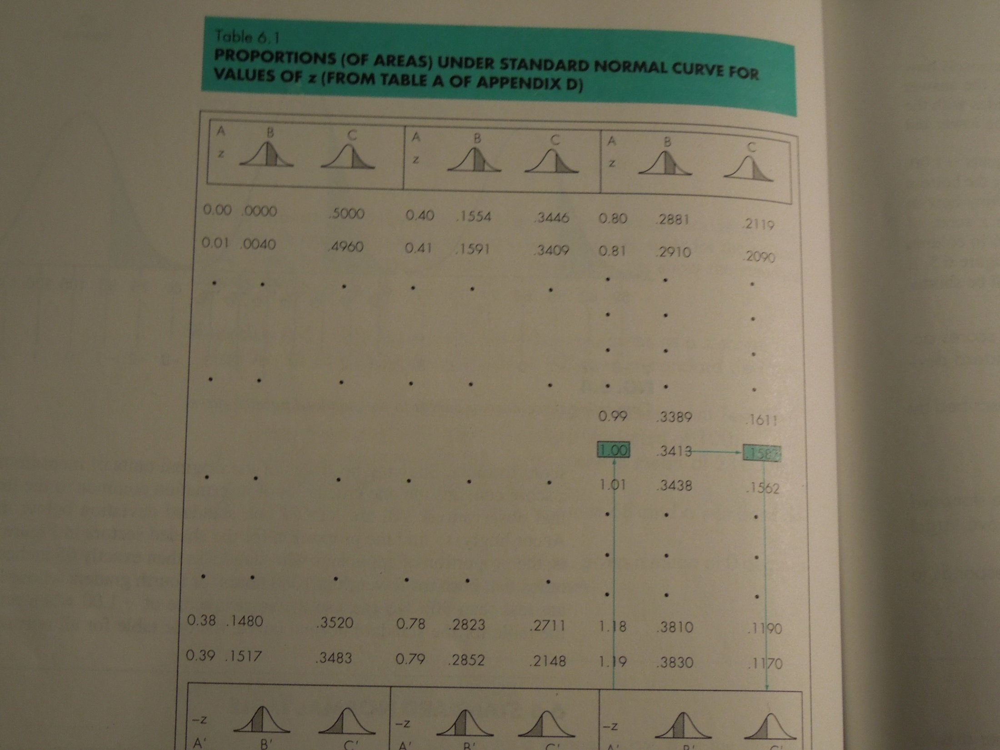 Table 6.1
PROPORTIONS (OF AREAS) UNDER STANDARD NORMAL CURVE FOR
VALUES OF z (FROM TABLE A OF APPENDIX D)
A B C A B C A B C
z z z
0.00 .0000 .5000 0.40 .1554 .3446 0.80 .2881 .2119
0.01 .0040 .4960 0.41 .1591 .3409 0.81 .2910 .2090
0.99 .3389 .1611
1.00 .3413 .1587
1.01 .3438 .1562
0.38 .1480 .3520 0.78 .2823 .2711 1.18 .3810 .1190
0.39 .1517 .3483 0.79 .2852 .2148 1.19 .3830 .1170
–z –z –z
A′ B′ C′ A′ B′ C′ A′ B′ C′